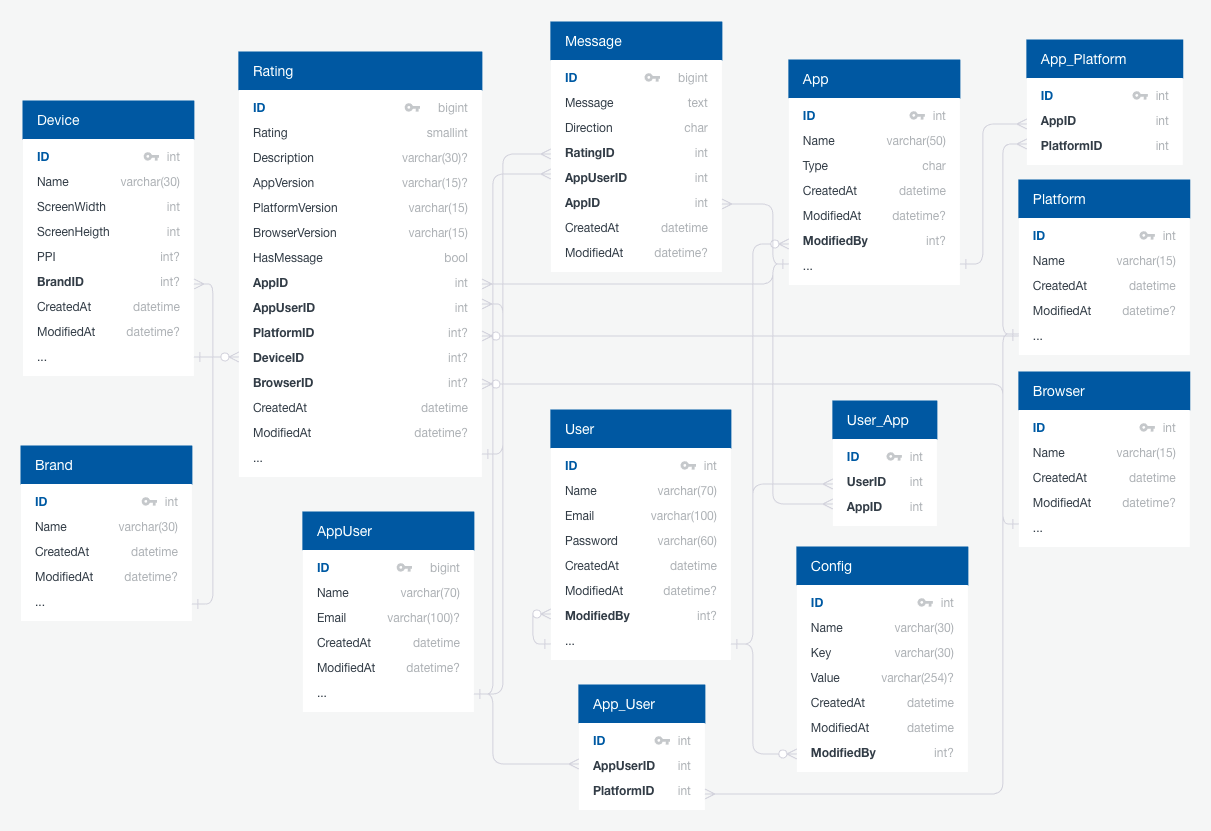 Device
ID int
Name varchar(30)
ScreenWidth int
ScreenHeigth int
PPI int?
BrandID int?
CreatedAt datetime
ModifiedAt datetime?
...
Brand
ID int
Name varchar(30)
CreatedAt datetime
ModifiedAt datetime?
...
Rating
ID bigint
Rating smallint
Description varchar(30)?
AppVersion varchar(15)?
PlatformVersion varchar(15)
BrowserVersion varchar(15)
HasMessage bool
AppID int
AppUserID int
PlatformID int?
DeviceID int?
BrowserID int?
CreatedAt datetime
ModifiedAt datetime?
...
AppUser
ID bigint
Name varchar(70)
Email varchar(100)?
CreatedAt datetime
ModifiedAt datetime?
...
Message
ID bigint
Message text
Direction char
RatingID int
AppUserID int
AppID int
CreatedAt datetime
ModifiedAt datetime?
User
ID int
Name varchar(70)
Email varchar(100)
Password varchar(60)
CreatedAt datetime
ModifiedAt datetime?
ModifiedBy int?
...
App_User
ID int
AppUserID int
PlatformID int
App
ID int
Name varchar(50)
Type char
CreatedAt datetime
ModifiedAt datetime?
ModifiedBy int?
...
User_App
ID int
UserID int
AppID int
Config
ID int
Name varchar(30)
Key varchar(30)
Value varchar(254)?
CreatedAt datetime
ModifiedAt datetime
ModifiedBy int?
App_Platform
ID int
AppID int
PlatformID int
Platform
ID int
Name varchar(15)
CreatedAt datetime
ModifiedAt datetime?
...
Browser
ID int
Name varchar(15)
CreatedAt datetime
ModifiedAt datetime?
...